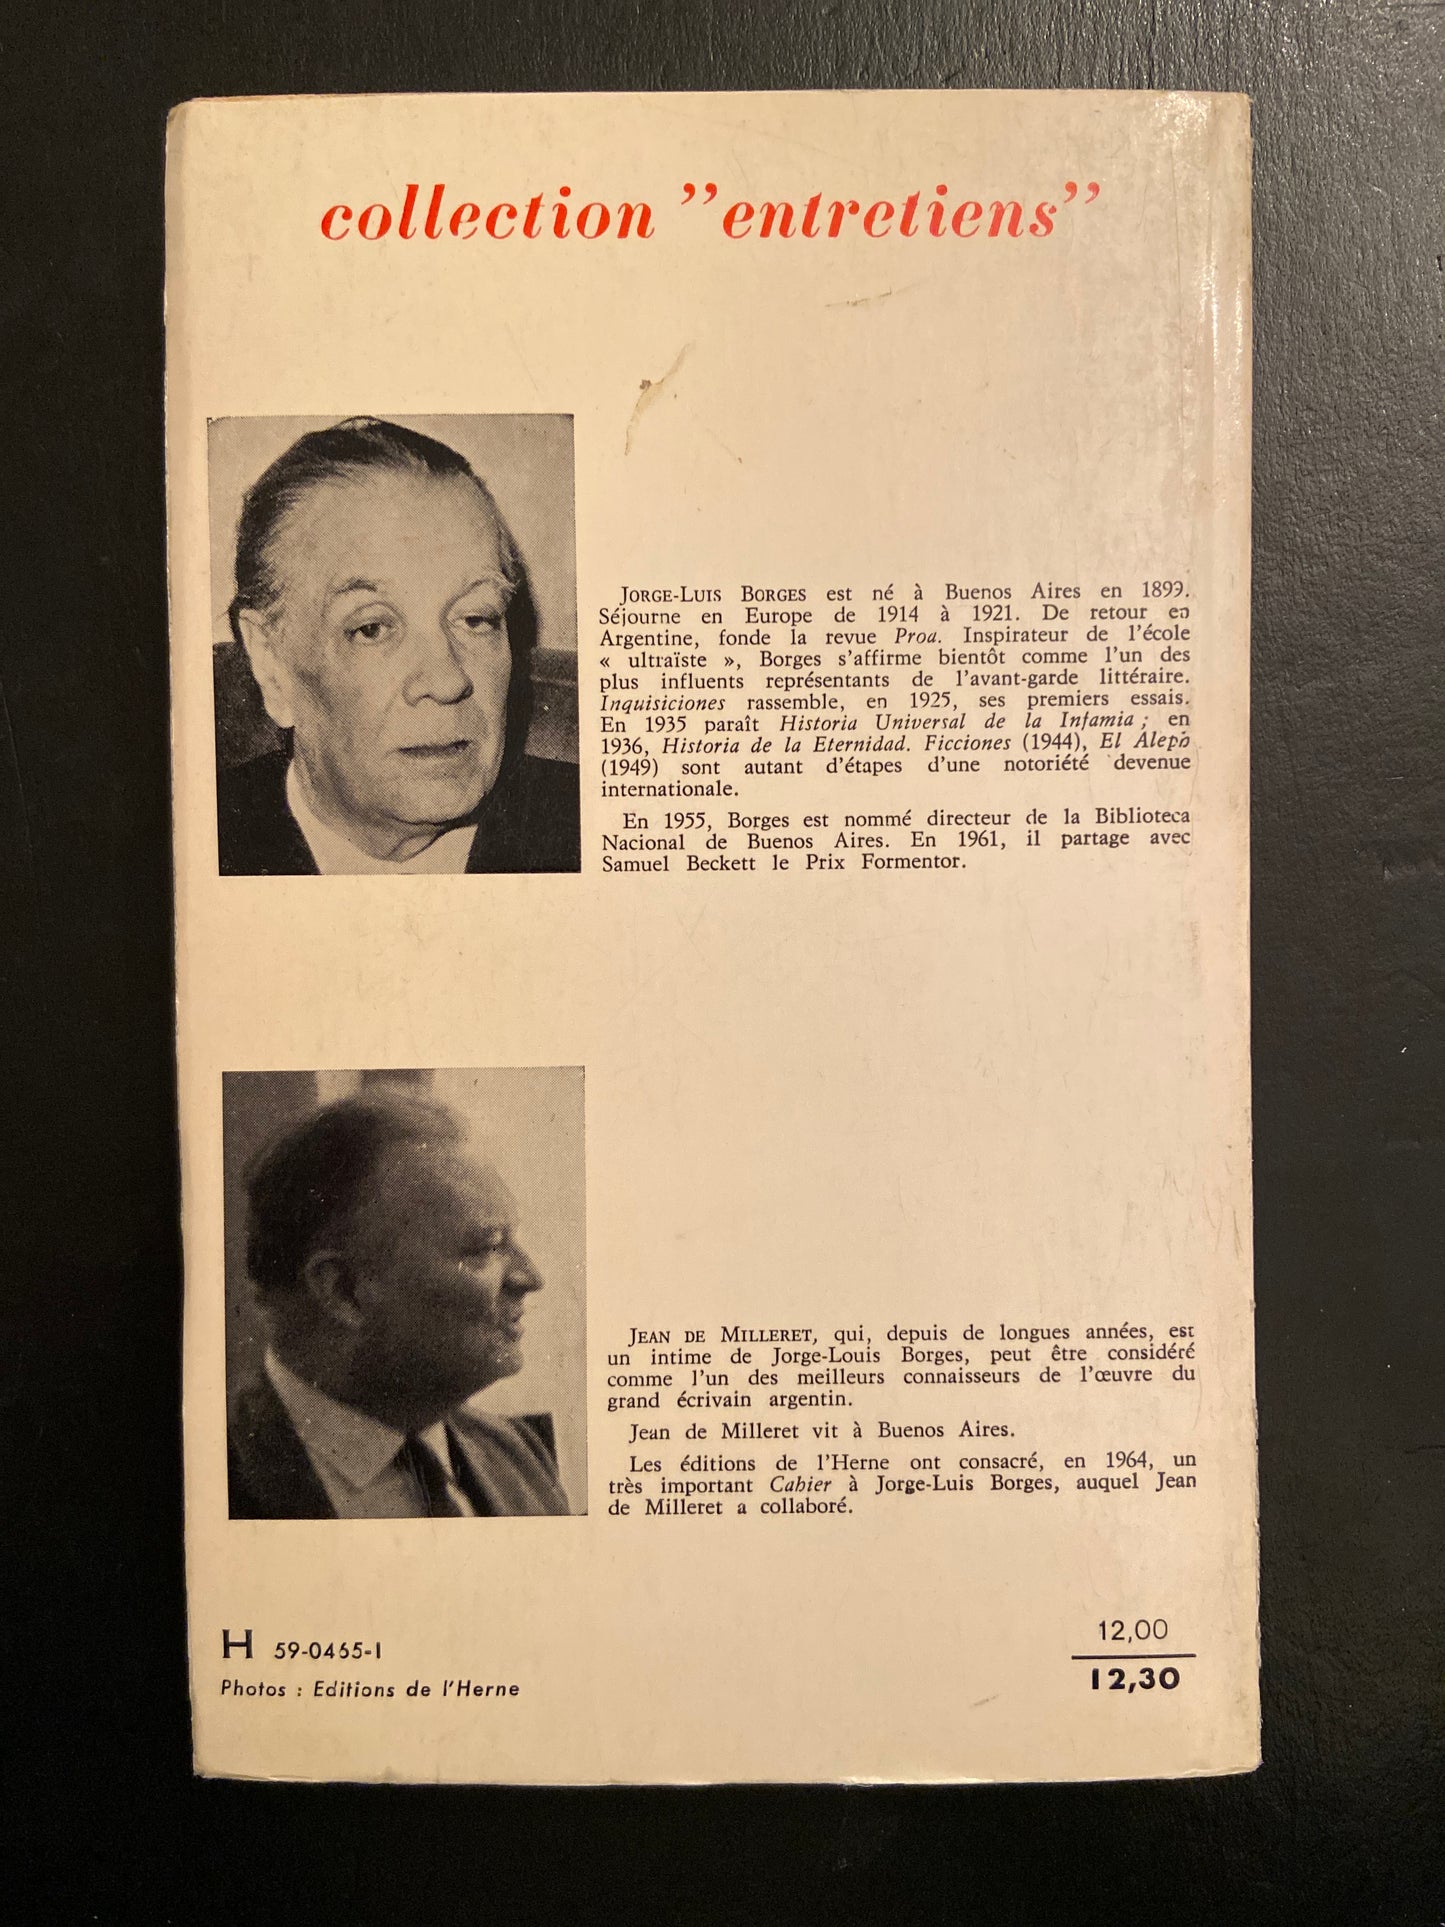 collection "entretiens"
JORGE-LUIS BORGES est né à Buenos Aires en 1899.
Séjourne en Europe de 1914 à 1921. De retour en
Argentine, fonde la revue Proa. Inspirateur de l'école
« ultraïste », Borges s'affirme bientôt comme l'un des
plus influents représentants de l'avant-garde littéraire.
Inquisiciones rassemble, en 1925, ses premiers essais.
En 1935 paraît Historia Universal de la Infamia ; en
1936, Historia de la Eternidad. Ficciones (1944), El Aleph
(1949) sont autant d'étapes d'une notoriété devenue
internationale.
En 1955, Borges est nommé directeur de la Biblioteca
Nacional de Buenos Aires. En 1961, il partage avec
Samuel Beckett le Prix Formentor.
JEAN DE MILLERET, qui, depuis de longues années, est
un intime de Jorge-Louis Borges, peut être considéré
comme l'un des meilleurs connaisseurs de l'œuvre du
grand écrivain argentin.
Jean de Milleret vit à Buenos Aires.
Les éditions de l'Herne ont consacré, en 1964, un
très important Cahier à Jorge-Luis Borges, auquel Jean
de Milleret a collaboré.
H 59-0465-1
Photos : Editions de l'Herne
12,00
12,30